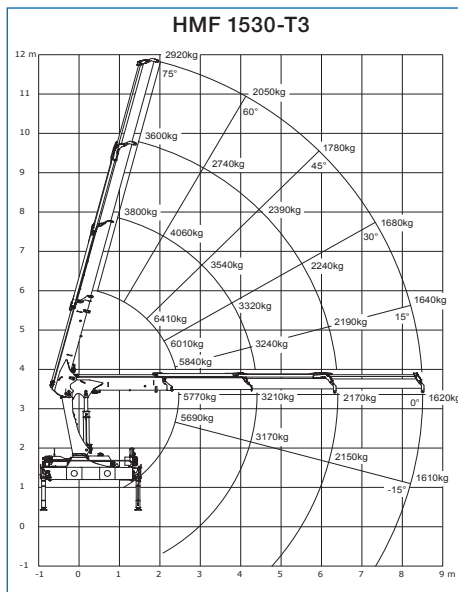 HMF 1530-T3
12 m
2920kg
75°
11
2050kg
60°
10
3600kg
1780kg
45°
9
2740kg
8
3800kg
2390kg
4060kg
1680kg
30°
7
3540kg
2240kg
6
3320kg
1640kg
15°
6410kg
2190kg
5
6010kg
3240kg
5840kg
4
5770kg
3210kg
2170kg
0°
1620kg
3
5690kg
2
3170kg
2150kg
1610kg
-15°
1
0
-1
-1 0 1 2 3 4 5 6 7 8 9 m